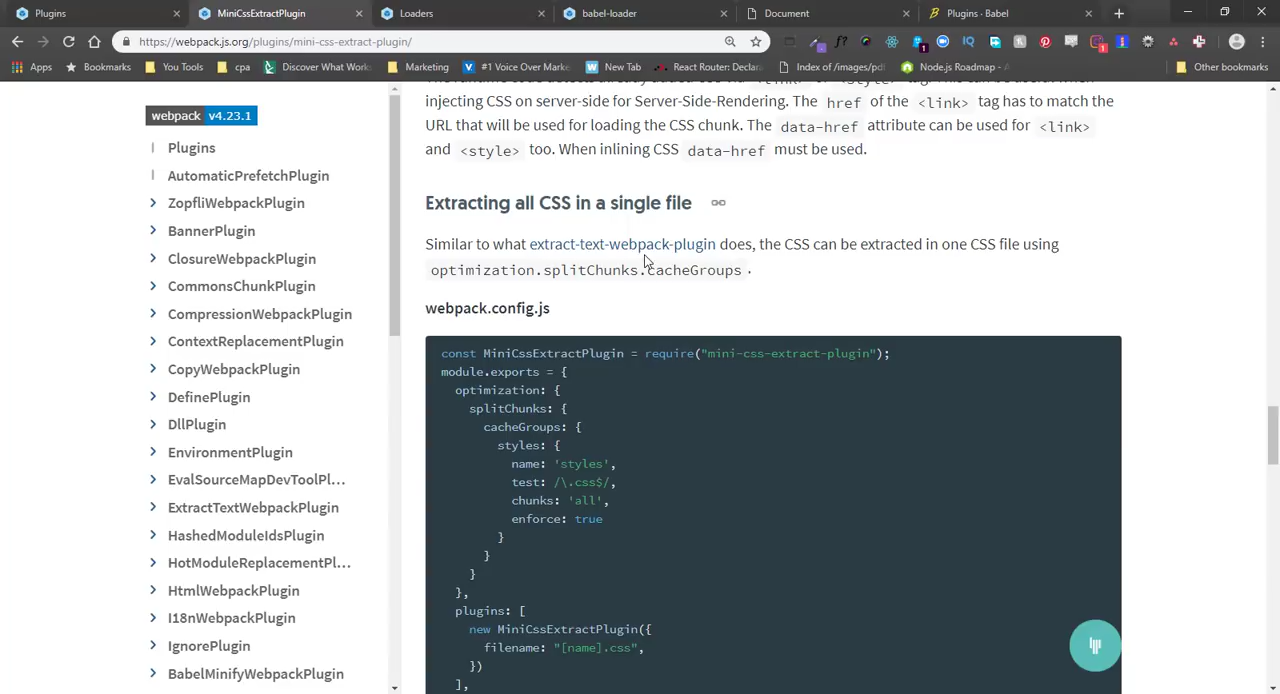 Plugins
MiniCssExtractPlugin
Loaders
babel-loader
Document
Plugins · Babel
https://webpack.js.org/plugins/mini-css-extract-plugin/
Apps
Bookmarks
You Tools
cpa
Discover What Work
Marketing
#1 Voice Over Marke
New Tab
React Router: Declara
Index of /images/pdf
Node.js Roadmap -
Other bookmarks
webpack v4.23.1
Plugins
AutomaticPrefetchPlugin
ZopfliWebpackPlugin
BannerPlugin
ClosureWebpackPlugin
CommonsChunkPlugin
CompressionWebpackPlugin
ContextReplacementPlugin
CopyWebpackPlugin
DefinePlugin
DllPlugin
EnvironmentPlugin
EvalSourceMapDevToolPl...
ExtractTextWebpackPlugin
HashedModuleIdsPlugin
HotModuleReplacementPl...
HtmlWebpackPlugin
I18nWebpackPlugin
IgnorePlugin
BabelMinifyWebpackPlugin
injecting CSS on server-side for Server-Side-Rendering. The href of the <link> tag has to match the
URL that will be used for loading the CSS chunk. The data-href attribute can be used for <link>
and <style> too. When inlining CSS data-href must be used.
Extracting all CSS in a single file
Similar to what extract-text-webpack-plugin does, the CSS can be extracted in one CSS file using
optimization.splitChunks.cacheGroups .
webpack.config.js
const MiniCssExtractPlugin = require("mini-css-extract-plugin");
module.exports = {
optimization: {
splitChunks: {
cacheGroups: {
styles: {
name: 'styles',
test: /\.css$/,
chunks: 'all',
enforce: true
}
}
}
},
plugins: [
new MiniCssExtractPlugin({
filename: "[name].css",
})
],